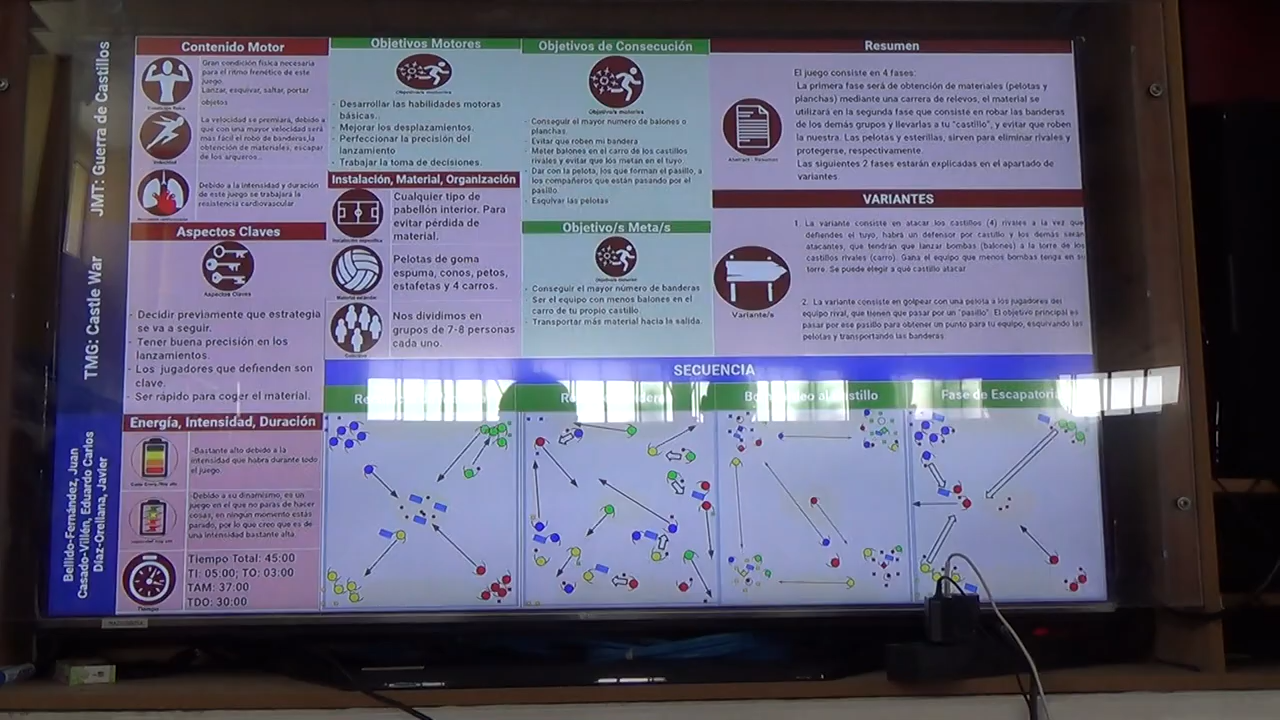 JMT: Guerra de Castillos
TMG: Castle War
Bellido-Fernández, Juan
Casado-Villén, Eduardo Carlos
Díaz-Orellana, Javier
Contenido Motor
Gran condición física necesaria
para el ritmo frenético de este
juego.
Lanzar, esquivar, saltar, portar
objetos
La velocidad se premiará, debido a
que con una mayor velocidad será
más fácil el robo de banderas,la
obtención de materiales, escapar
de los arqueros..
Velocidad
Debido a la intensidad y duración
de este juego se trabajará la
resistencia cardiovascular
Aspectos Claves
Aspectos Claves
- Decidir previamente que estrategia
se va a seguir.
- Tener buena precisión en los
lanzamientos.
- Los jugadores que defienden son
clave.
- Ser rápido para coger el material.
Energía, Intensidad, Duración
-Bastante alto debido a la
intensidad que habrá durante todo
el juego.
-Debido a su dinamismo, es un
juego en el que no paras de hacer
cosas, en ningun momento estás
parado, por lo que creo que es de
una intensidad bastante alta.
Tiempo
Tiempo Total: 45:00
TI: 05:00; TO: 03:00
TAM: 37:00
TDO: 30:00
Objetivos Motores
Objetivo/s motor/es
- Desarrollar las habilidades motoras
básicas..
- Mejorar los desplazamientos.
- Perfeccionar la precisión del
lanzamiento
- Trabajar la toma de decisiones.
Instalación, Material, Organización
Cualquier tipo de
pabellón interior. Para
evitar pérdida de
material.
Instalación específica
Pelotas de goma
espuma, conos, petos,
estafetas y 4 carros.
Material estándar
Nos dividimos en
grupos de 7-8 personas
cada uno.
Objetivos de Consecución
Objetivo/s motor/es
- Conseguir el mayor número de balones o
planchas.
- Evitar que roben mi bandera
- Meter balones en el carro de los castillos
rivales y evitar que los metan en el tuyo.
- Dar con la pelota, los que forman el pasillo, a
los compañeros que están pasando por el
pasillo.
- Esquivar las pelotas
Objetivo/s Meta/s
- Conseguir el mayor número de banderas
Ser el equipo con menos balones en el
carro de tu propio castillo.
- Transportar más material hacia la salida.
Resumen
El juego consiste en 4 fases:
La primera fase será de obtención de materiales (pelotas y
planchas) mediante una carrera de relevos, el material se
utilizará en la segunda fase que consiste en robar las banderas
de los demás grupos y llevarlas a tu "castillo", y evitar que roben
la nuestra. Las pelotas y esterillas, sirven para eliminar rivales y
protegerse, respectivamente.
Las siguientes 2 fases estarán explicadas en el apartado de
variantes.
Abstract - Resumen
VARIANTES
1. La variante consiste en atacar los castillos (4) rivales a la vez que
defiendes el tuyo, habrá un defensor por castillo y los demás serán
atacantes, que tendrán que lanzar bombas (balones) a la torre de los
castillos rivales (carro). Gana el equipo que menos bombas tenga en su
torre. Se puede elegir a qué castillo atacar.
Variante/s
2. La variante consiste en golpear con una pelota a los jugadores del
equipo rival, que tienen que pasar por un "pasillo". El objetivo principal es
pasar por ese pasillo para obtener un punto para tu equipo, esquivando las
pelotas y transportando las banderas.
SECUENCIA
Fase de Escapatoria